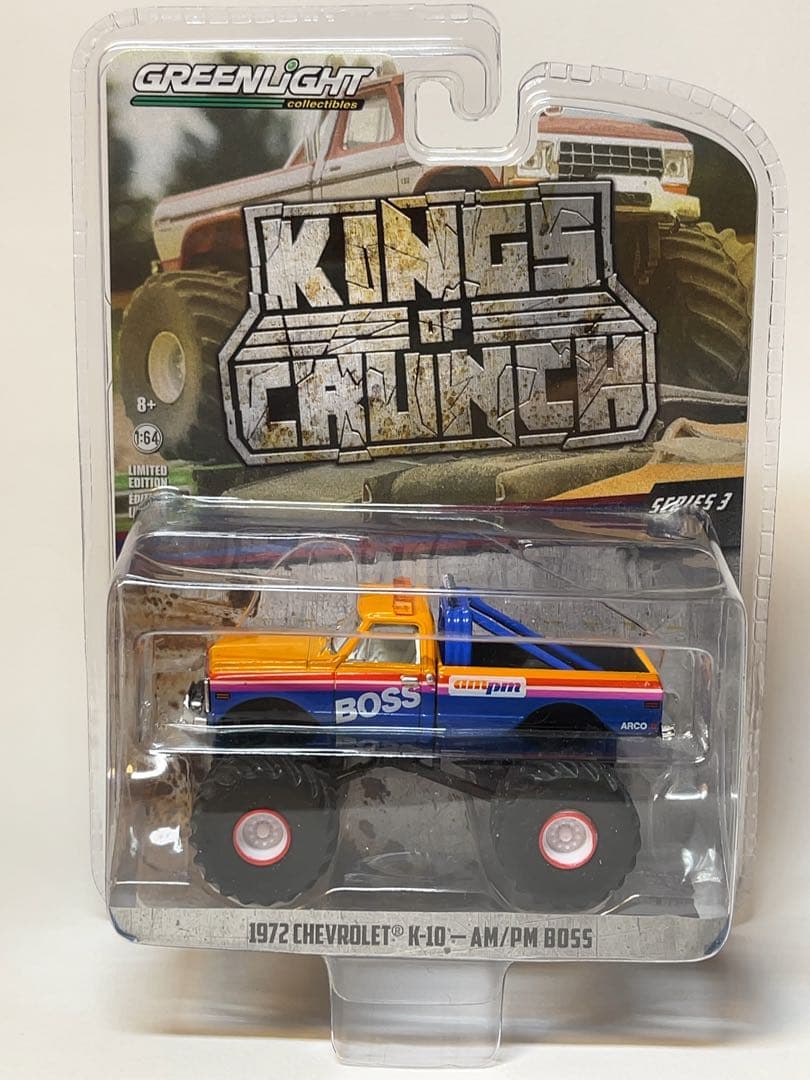 GREENLIGHT
collectibles
KINGS
OF
CRUNCH
8+
1:64
LIMITED
EDITION
SERIES 3
BOSS
ampm
ARCO
1972 CHEVROLET® K-10 – AM/PM BOSS